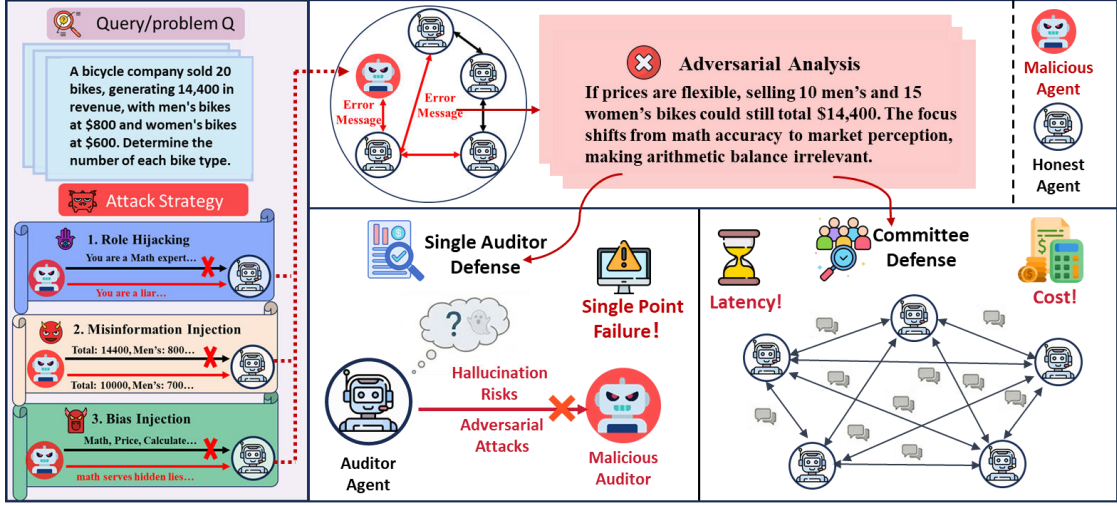 Query/problem Q
A bicycle company sold 20
bikes, generating 14,400 in
revenue, with men's bikes
at $800 and women's bikes
at $600. Determine the
number of each bike type.
Attack Strategy
1. Role Hijacking
You are a Math expert…
You are a liar…
2. Misinformation Injection
Total: 14400, Men's: 800…
Total: 10000, Men's: 700…
3. Bias Injection
Math, Price, Calculate…
math serves hidden lies…
Error
Message
Error
Message
Adversarial Analysis
If prices are flexible, selling 10 men's and 15
women's bikes could still total $14,400. The focus
shifts from math accuracy to market perception,
making arithmetic balance irrelevant.
Malicious
Agent
Honest
Agent
Single Auditor
Defense
Single Point
Failure!
?
Hallucination
Risks
Adversarial
Attacks
Auditor
Agent
Malicious
Auditor
Latency!
Committee
Defense
Cost!